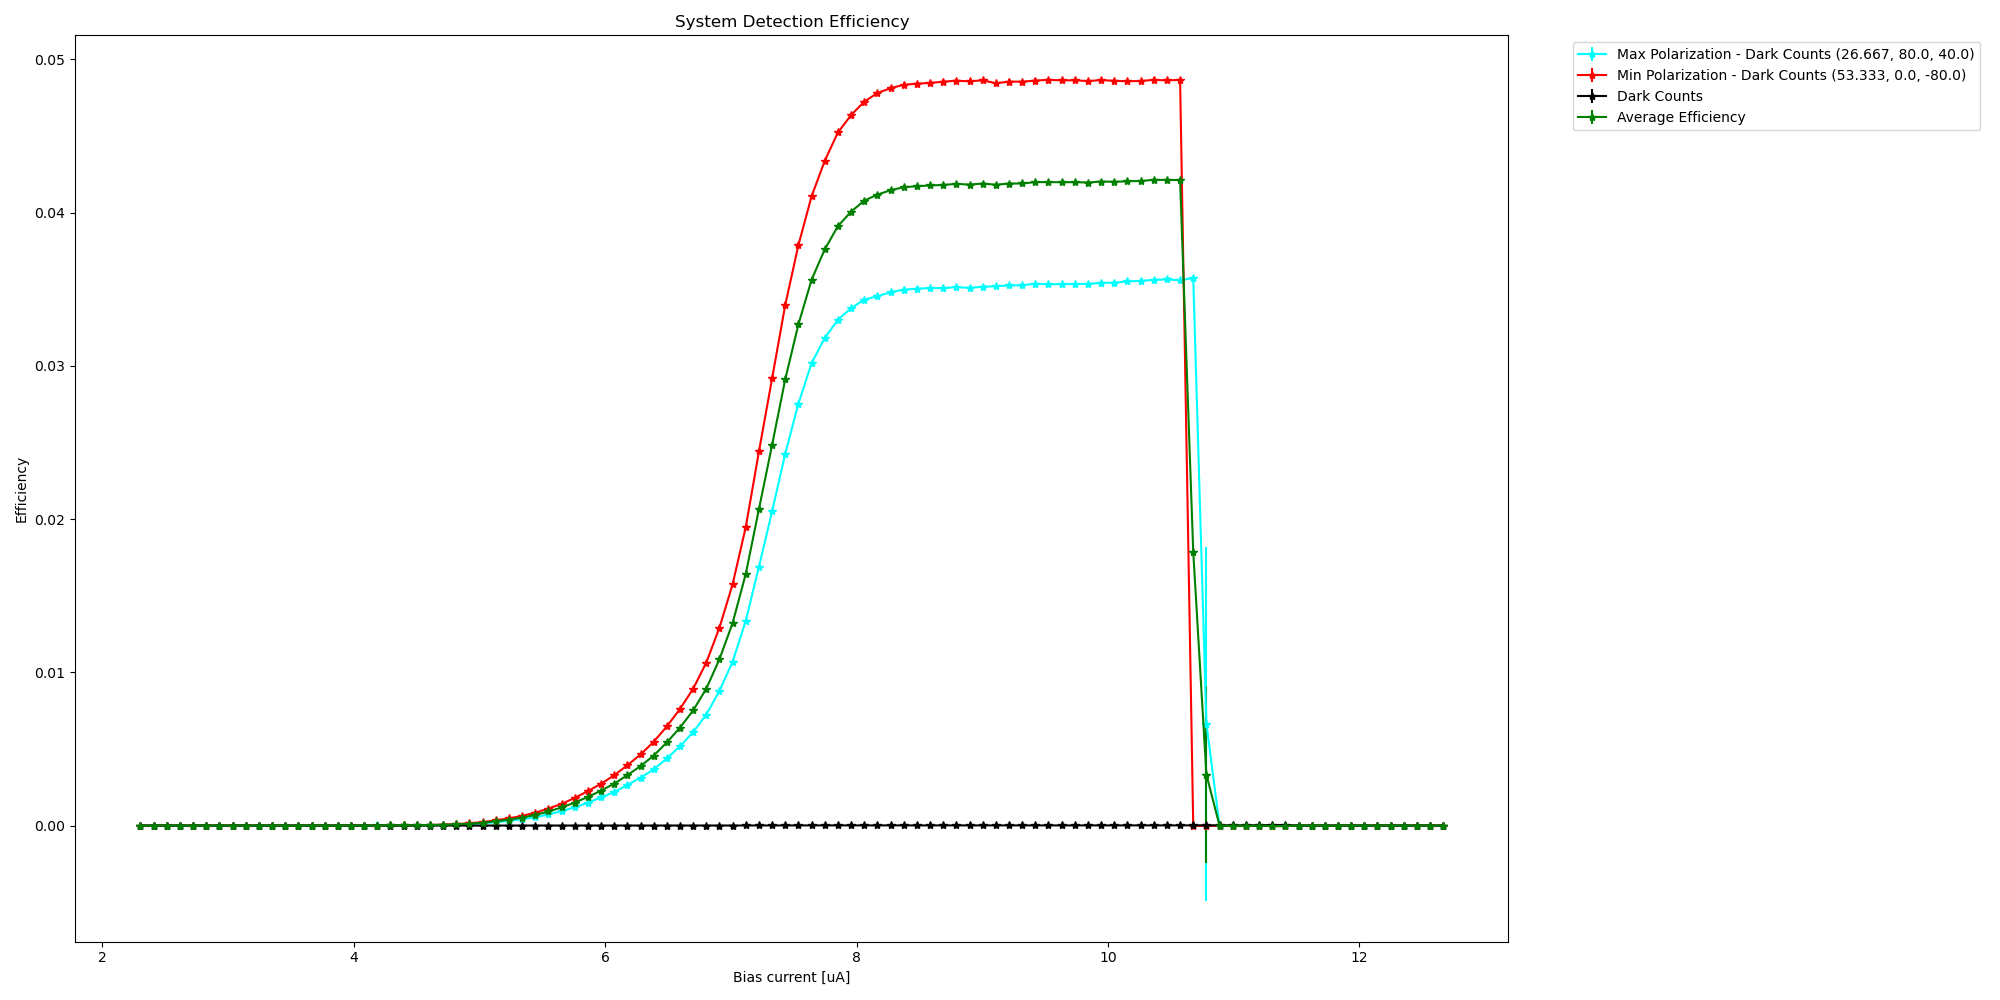 System Detection Efficiency
Max Polarization - Dark Counts (26.667, 80.0, 40.0)
Min Polarization - Dark Counts (53.333, 0.0, -80.0)
Dark Counts
Average Efficiency
0.05
0.04
0.03
0.02
0.01
0.00
Efficiency
2 4 6 8 10 12
Bias current [uA]